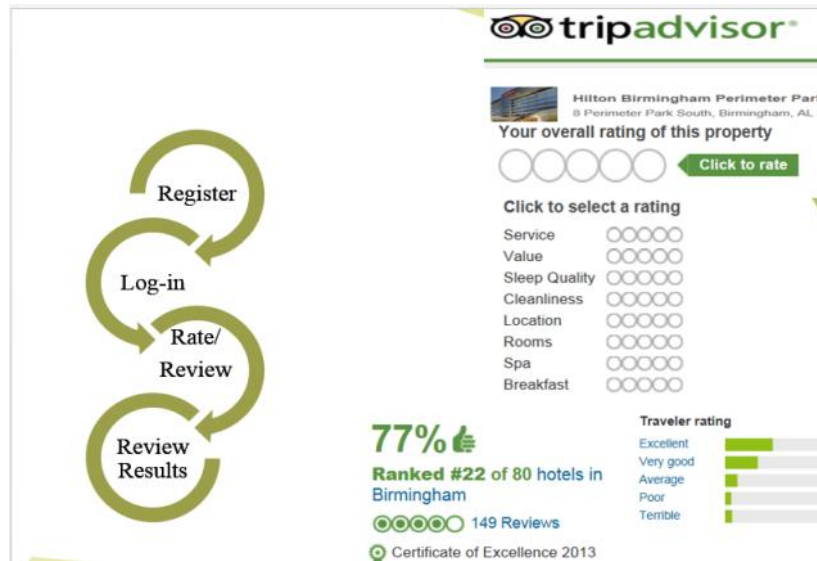 tripadvisor®
Hilton Birmingham Perimeter Par
8 Perimeter Park South, Birmingham, AL
Your overall rating of this property
Click to rate
Click to select a rating
Service
Value
Sleep Quality
Cleanliness
Location
Rooms
Spa
Breakfast
Register
Log-in
Rate/
Review
Review
Results
77%
Ranked #22 of 80 hotels in
Birmingham
149 Reviews
Certificate of Excellence 2013
Traveler rating
Excellent
Very good
Average
Poor
Terrible